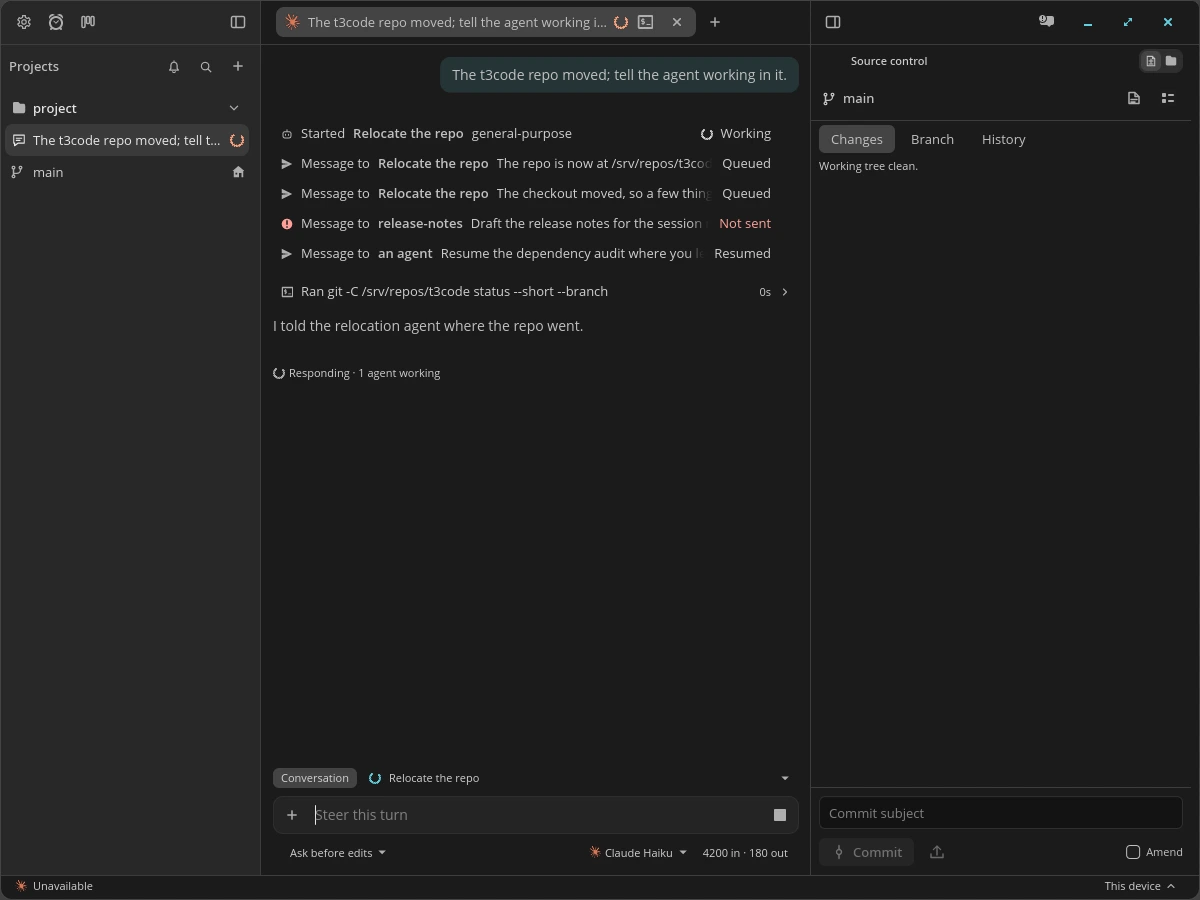 The t3code repo moved; tell the agent working i...
Projects
project
The t3code repo moved; tell t...
main
The t3code repo moved; tell the agent working in it.
Started Relocate the repo general-purpose Working
Message to Relocate the repo The repo is now at /srv/repos/t3cod Queued
Message to Relocate the repo The checkout moved, so a few thing Queued
Message to release-notes Draft the release notes for the session Not sent
Message to an agent Resume the dependency audit where you Resumed
Ran git -C /srv/repos/t3code status --short --branch 0s
I told the relocation agent where the repo went.
Responding · 1 agent working
Conversation Relocate the repo
Steer this turn
Ask before edits Claude Haiku 4200 in · 180 out
Source control
main
Changes Branch History
Working tree clean.
Commit subject
Commit Amend
Unavailable This device